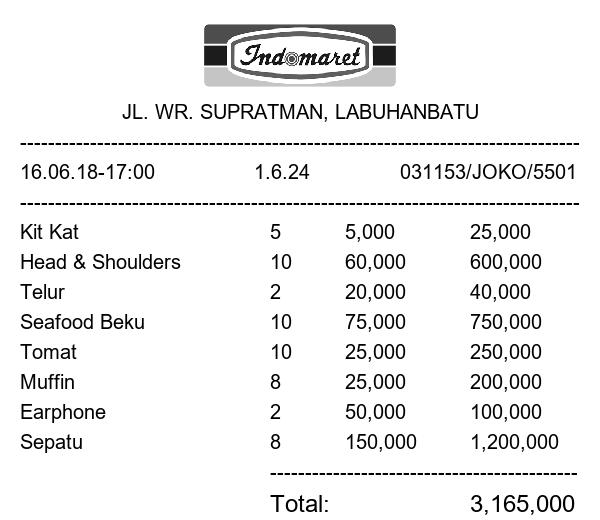 Indomaret
JL. WR. SUPRATMAN, LABUHANBATU
--------------------------------------------------------------------------------
16.06.18-17:00 1.6.24 031153/JOKO/5501
--------------------------------------------------------------------------------
Kit Kat 5 5,000 25,000
Head & Shoulders 10 60,000 600,000
Telur 2 20,000 40,000
Seafood Beku 10 75,000 750,000
Tomat 10 25,000 250,000
Muffin 8 25,000 200,000
Earphone 2 50,000 100,000
Sepatu 8 150,000 1,200,000
--------------------------------------------
Total: 3,165,000